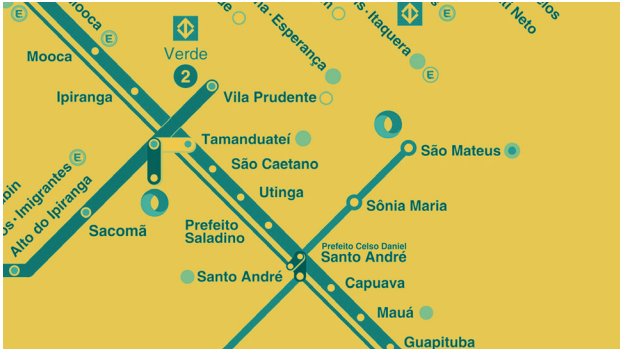 Mooca
E
E
Mooca
Ipiranga
Verde
2
Vila Prudente
Esperança
Itaquera
E
E
Neto
Tamanduateí
São Caetano
Utinga
Prefeito
Saladino
São Mateus
Sônia Maria
E
Imigrantes
Alto do Ipiranga
Sacomã
Prefeito Celso Daniel
Santo André
Santo André
Capuava
Mauá
Guapituba